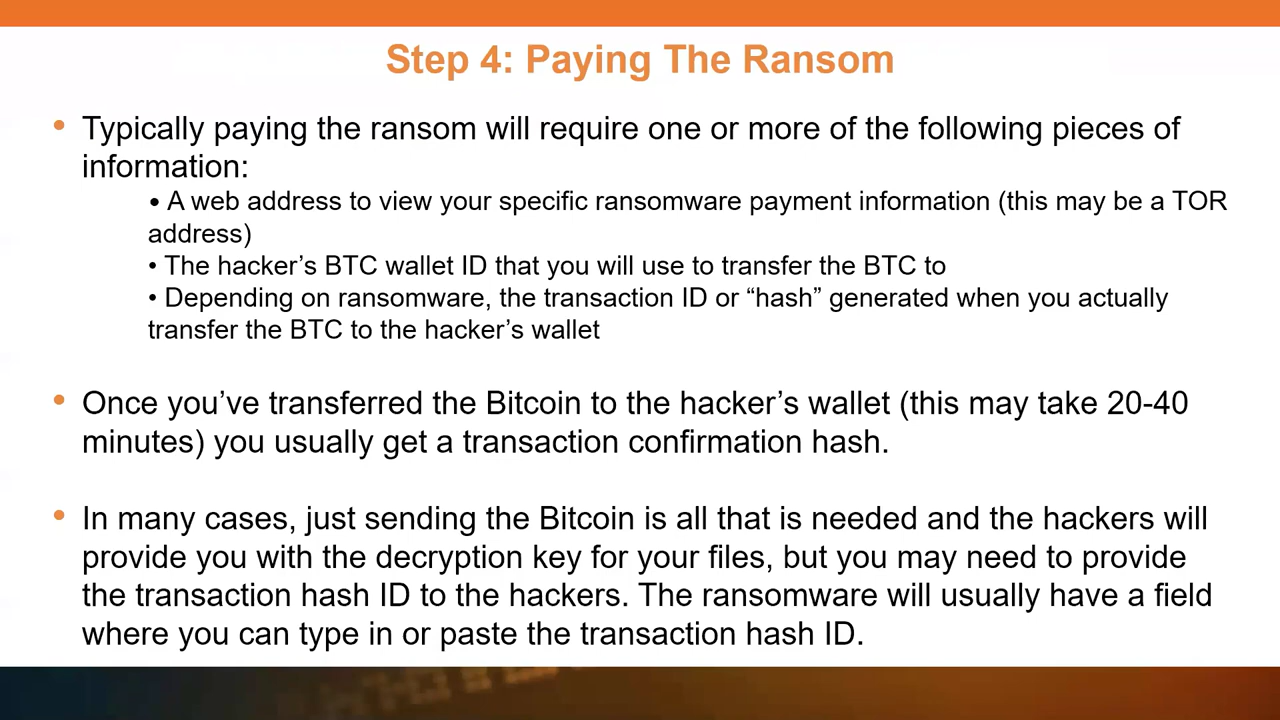 Step 4: Paying The Ransom
• Typically paying the ransom will require one or more of the following pieces of
information:
• A web address to view your specific ransomware payment information (this may be a TOR
address)
• The hacker’s BTC wallet ID that you will use to transfer the BTC to
• Depending on ransomware, the transaction ID or “hash” generated when you actually
transfer the BTC to the hacker’s wallet
• Once you’ve transferred the Bitcoin to the hacker’s wallet (this may take 20-40
minutes) you usually get a transaction confirmation hash.
• In many cases, just sending the Bitcoin is all that is needed and the hackers will
provide you with the decryption key for your files, but you may need to provide
the transaction hash ID to the hackers. The ransomware will usually have a field
where you can type in or paste the transaction hash ID.